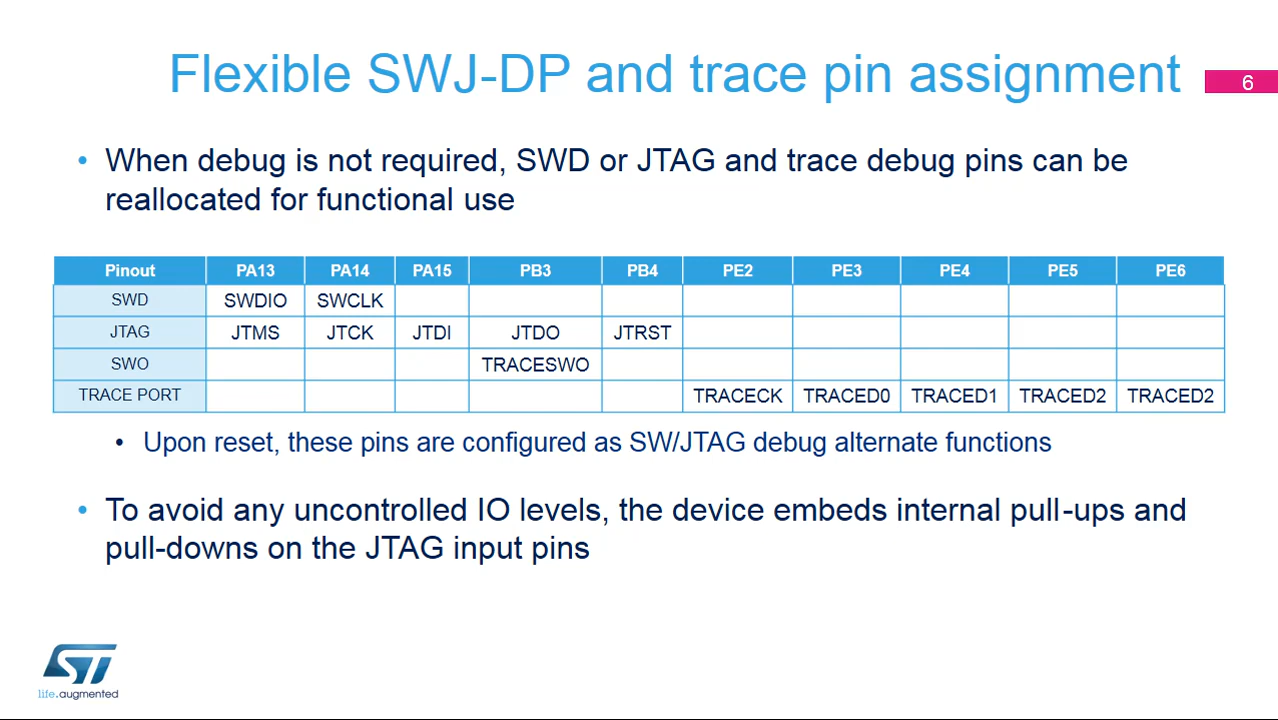 Flexible SWJ-DP and trace pin assignment
6
• When debug is not required, SWD or JTAG and trace debug pins can be
reallocated for functional use
Pinout PA13 PA14 PA15 PB3 PB4 PE2 PE3 PE4 PE5 PE6
SWD SWDIO SWCLK
JTAG JTMS JTCK JTDI JTDO JTRST
SWO TRACESWO
TRACE PORT TRACECK TRACED0 TRACED1 TRACED2 TRACED2
• Upon reset, these pins are configured as SW/JTAG debug alternate functions
• To avoid any uncontrolled IO levels, the device embeds internal pull-ups and
pull-downs on the JTAG input pins
ST
life.augmented